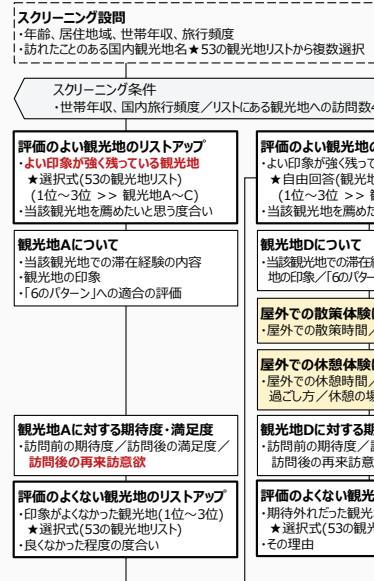 スクリーニング設問
・年齢、居住地域、世帯年収、旅行頻度
・訪れたことのある国内観光地名★53の観光地リストから複数選択
スクリーニング条件
・世帯年収、国内旅行頻度／リストにある観光地への訪問数4
評価のよい観光地のリストアップ
・よい印象が強く残っている観光地
★選択式(53の観光地リスト)
(1位～3位 >> 観光地A～C)
・当該観光地を薦めたいと思う度合い
観光地Aについて
・当該観光地での滞在経験の内容
・観光地の印象
・「6のパターン」への適合の評価
観光地Aに対する期待度・満足度
・訪問前の期待度／訪問後の満足度／
訪問後の再来訪意欲
評価のよくない観光地のリストアップ
・印象がよくなかった観光地(1位～3位)
★選択式(53の観光地リスト)
・良くなかった程度の度合い
評価のよい観光地の
・よい印象が強く残って
★自由回答(観光地
(1位～3位 >>
・当該観光地を薦めた
観光地Dについて
・当該観光地での滞在経
地の印象／「6のパター
屋外での散策体験
・屋外での散策時間／
屋外での休憩体験
・屋外での休憩時間／
過ごし方／休憩の場
観光地Dに対する期
・訪問前の期待度／
訪問後の再来訪意
評価のよくない観光
・期待外れだった観光
★選択式(53の観光
・その理由